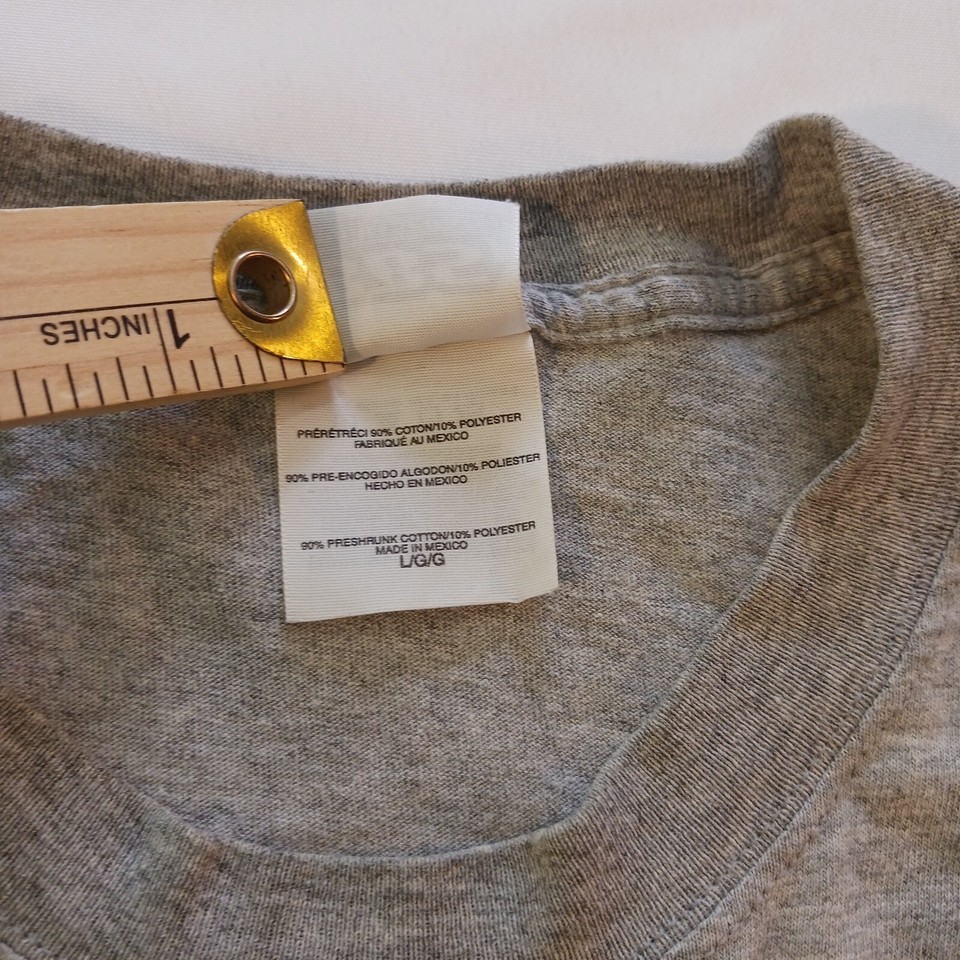 1 INCHES
PRÉRÉTRÉCI 90% COTON/10% POLYESTER
FABRIQUÉ AU MEXICO
90% PRE-ENCOGIDO ALGODON/10% POLIESTER
HECHO EN MEXICO
90% PRESHRUNK COTTON/10% POLYESTER
MADE IN MEXICO
L/G/G